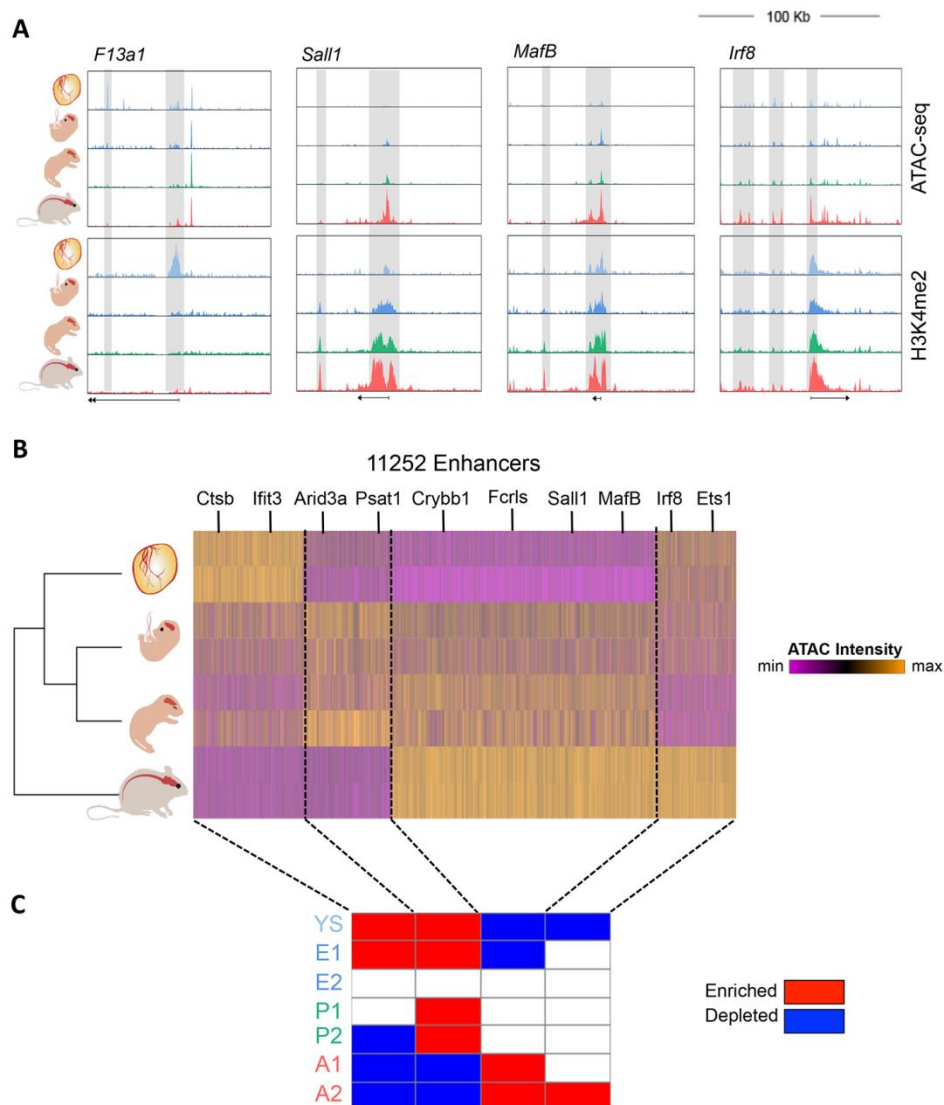 100 Kb
A
F13a1 Sall1 MafB Irf8
ATAC-seq
H3K4me2
B
11252 Enhancers
Ctsb Ifit3 Arid3a Psat1 Crybb1 Fcrls Sall1 MafB Irf8 Ets1
ATAC Intensity
min max
C
YS
E1
E2
P1
P2
A1
A2
Enriched
Depleted